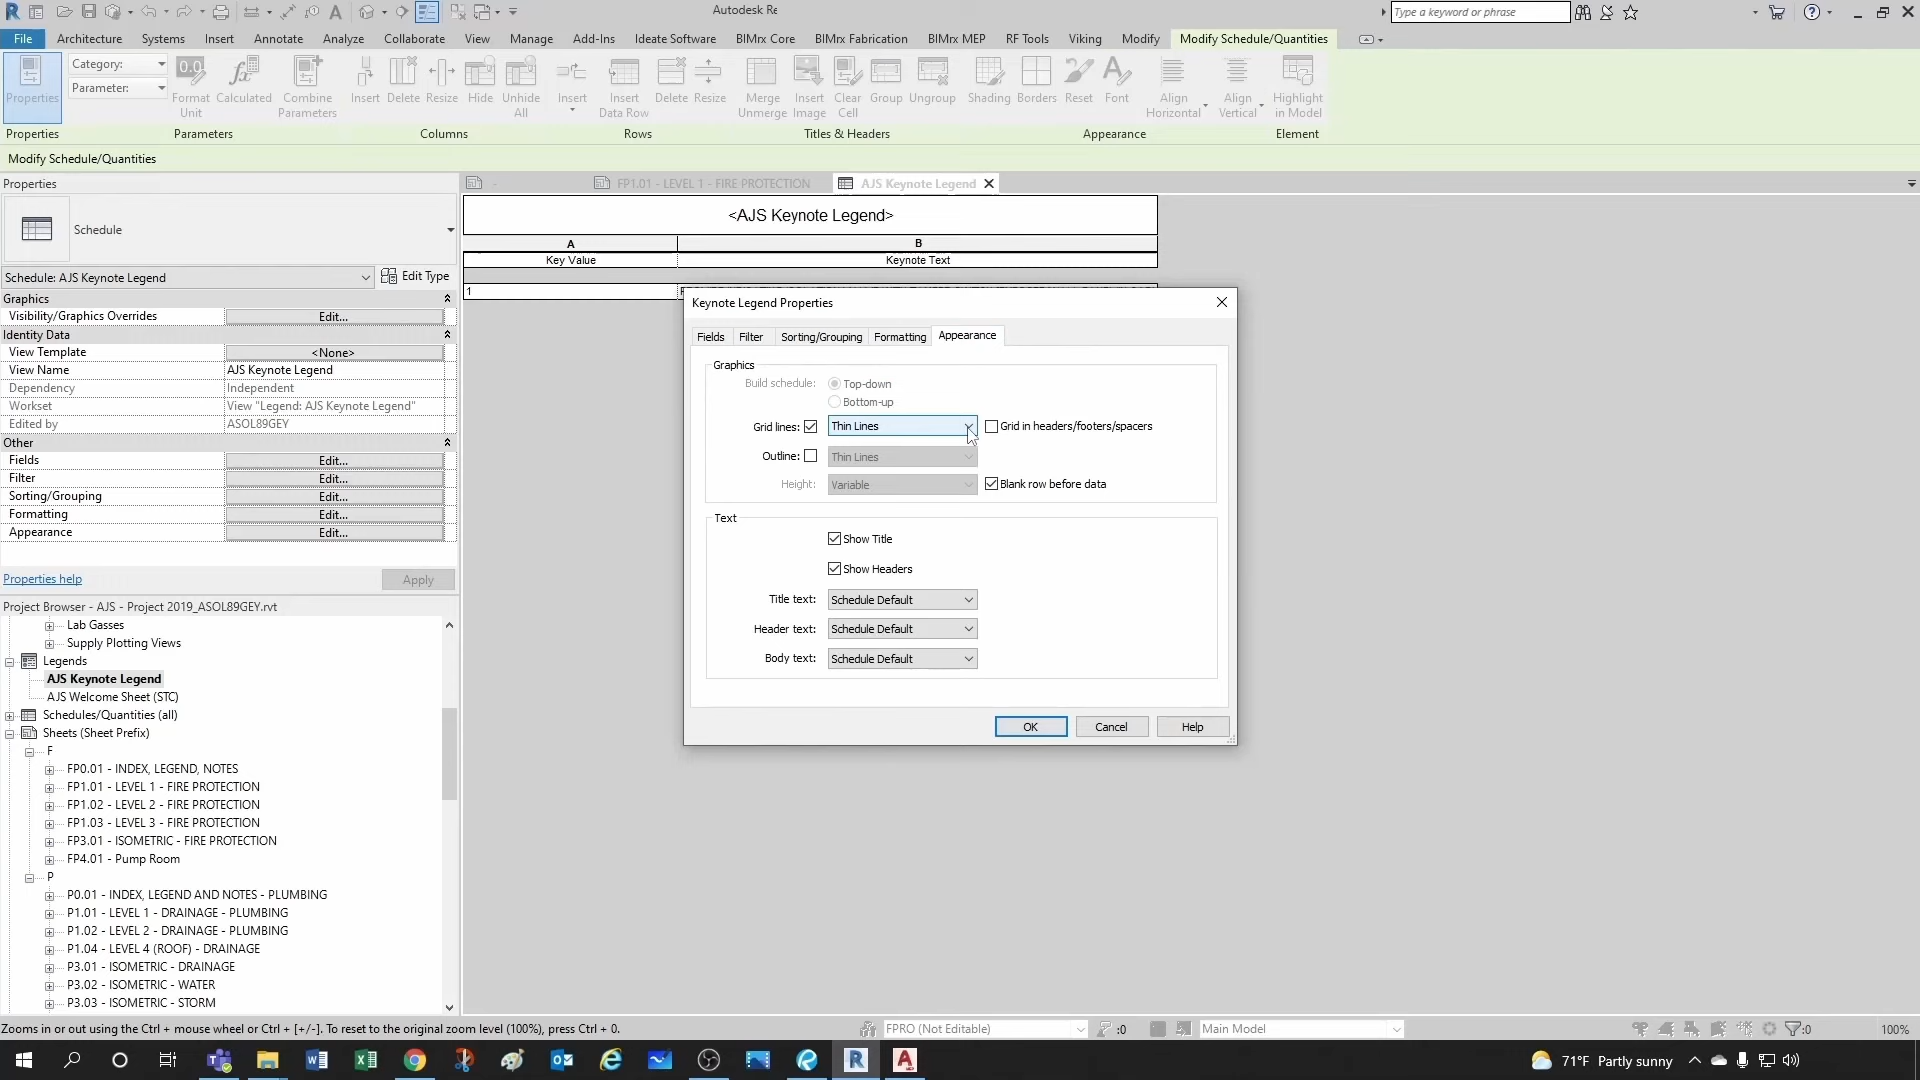 Autodesk Re
Type a keyword or phrase
File Architecture Systems Insert Annotate Analyze Collaborate View Manage Add-Ins Ideate Software BIMrx Core BIMrx Fabrication BIMrx MEP RF Tools Viking Modify Modify Schedule/Quantities
Category:
Parameter:
Properties
Format Unit
Calculated
Combine Parameters
Insert Delete Resize Hide Unhide All
Insert Insert Data Row Delete Resize
Merge Unmerge Insert Image Clear Cell Group Ungroup
Shading Borders Reset Font Align Horizontal Align Vertical
Highlight in Model
Properties Parameters Columns Rows Titles & Headers Appearance Element
Modify Schedule/Quantities
Properties
Schedule
Schedule: AJS Keynote Legend
Edit Type
Graphics
Visibility/Graphics Overrides Edit...
Identity Data
View Template <None>
View Name AJS Keynote Legend
Dependency Independent
Workset View "Legend: AJS Keynote Legend"
Edited by ASOL89GEY
Other
Fields Edit...
Filter Edit...
Sorting/Grouping Edit...
Formatting Edit...
Appearance Edit...
Properties help
Apply
Project Browser - AJS - Project 2019_ASOL89GEY.rvt
Lab Gasses
Supply Plotting Views
Legends
AJS Keynote Legend
AJS Welcome Sheet (STC)
Schedules/Quantities (all)
Sheets (Sheet Prefix)
F
FP0.01 - INDEX, LEGEND, NOTES
FP1.01 - LEVEL 1 - FIRE PROTECTION
FP1.02 - LEVEL 2 - FIRE PROTECTION
FP1.03 - LEVEL 3 - FIRE PROTECTION
FP3.01 - ISOMETRIC - FIRE PROTECTION
FP4.01 - Pump Room
P
P0.01 - INDEX, LEGEND AND NOTES - PLUMBING
P1.01 - LEVEL 1 - DRAINAGE - PLUMBING
P1.02 - LEVEL 2 - DRAINAGE - PLUMBING
P1.04 - LEVEL 4 (ROOF) - DRAINAGE
P3.01 - ISOMETRIC - DRAINAGE
P3.02 - ISOMETRIC - WATER
P3.03 - ISOMETRIC - STORM
- FP1.01 - LEVEL 1 - FIRE PROTECTION AJS Keynote Legend
<AJS Keynote Legend>
A B
Key Value Keynote Text
1
Keynote Legend Properties
Fields Filter Sorting/Grouping Formatting Appearance
Graphics
Build schedule: Top-down
Bottom-up
Grid lines: Thin Lines Grid in headers/footers/spacers
Outline: Thin Lines
Height: Variable Blank row before data
Text
Show Title
Show Headers
Title text: Schedule Default
Header text: Schedule Default
Body text: Schedule Default
OK Cancel Help
Zooms in or out using the Ctrl + mouse wheel or Ctrl + [+/-]. To reset to the original zoom level (100%), press Ctrl + 0.
FPRO (Not Editable) :0 Main Model :0 100%
71°F Partly sunny